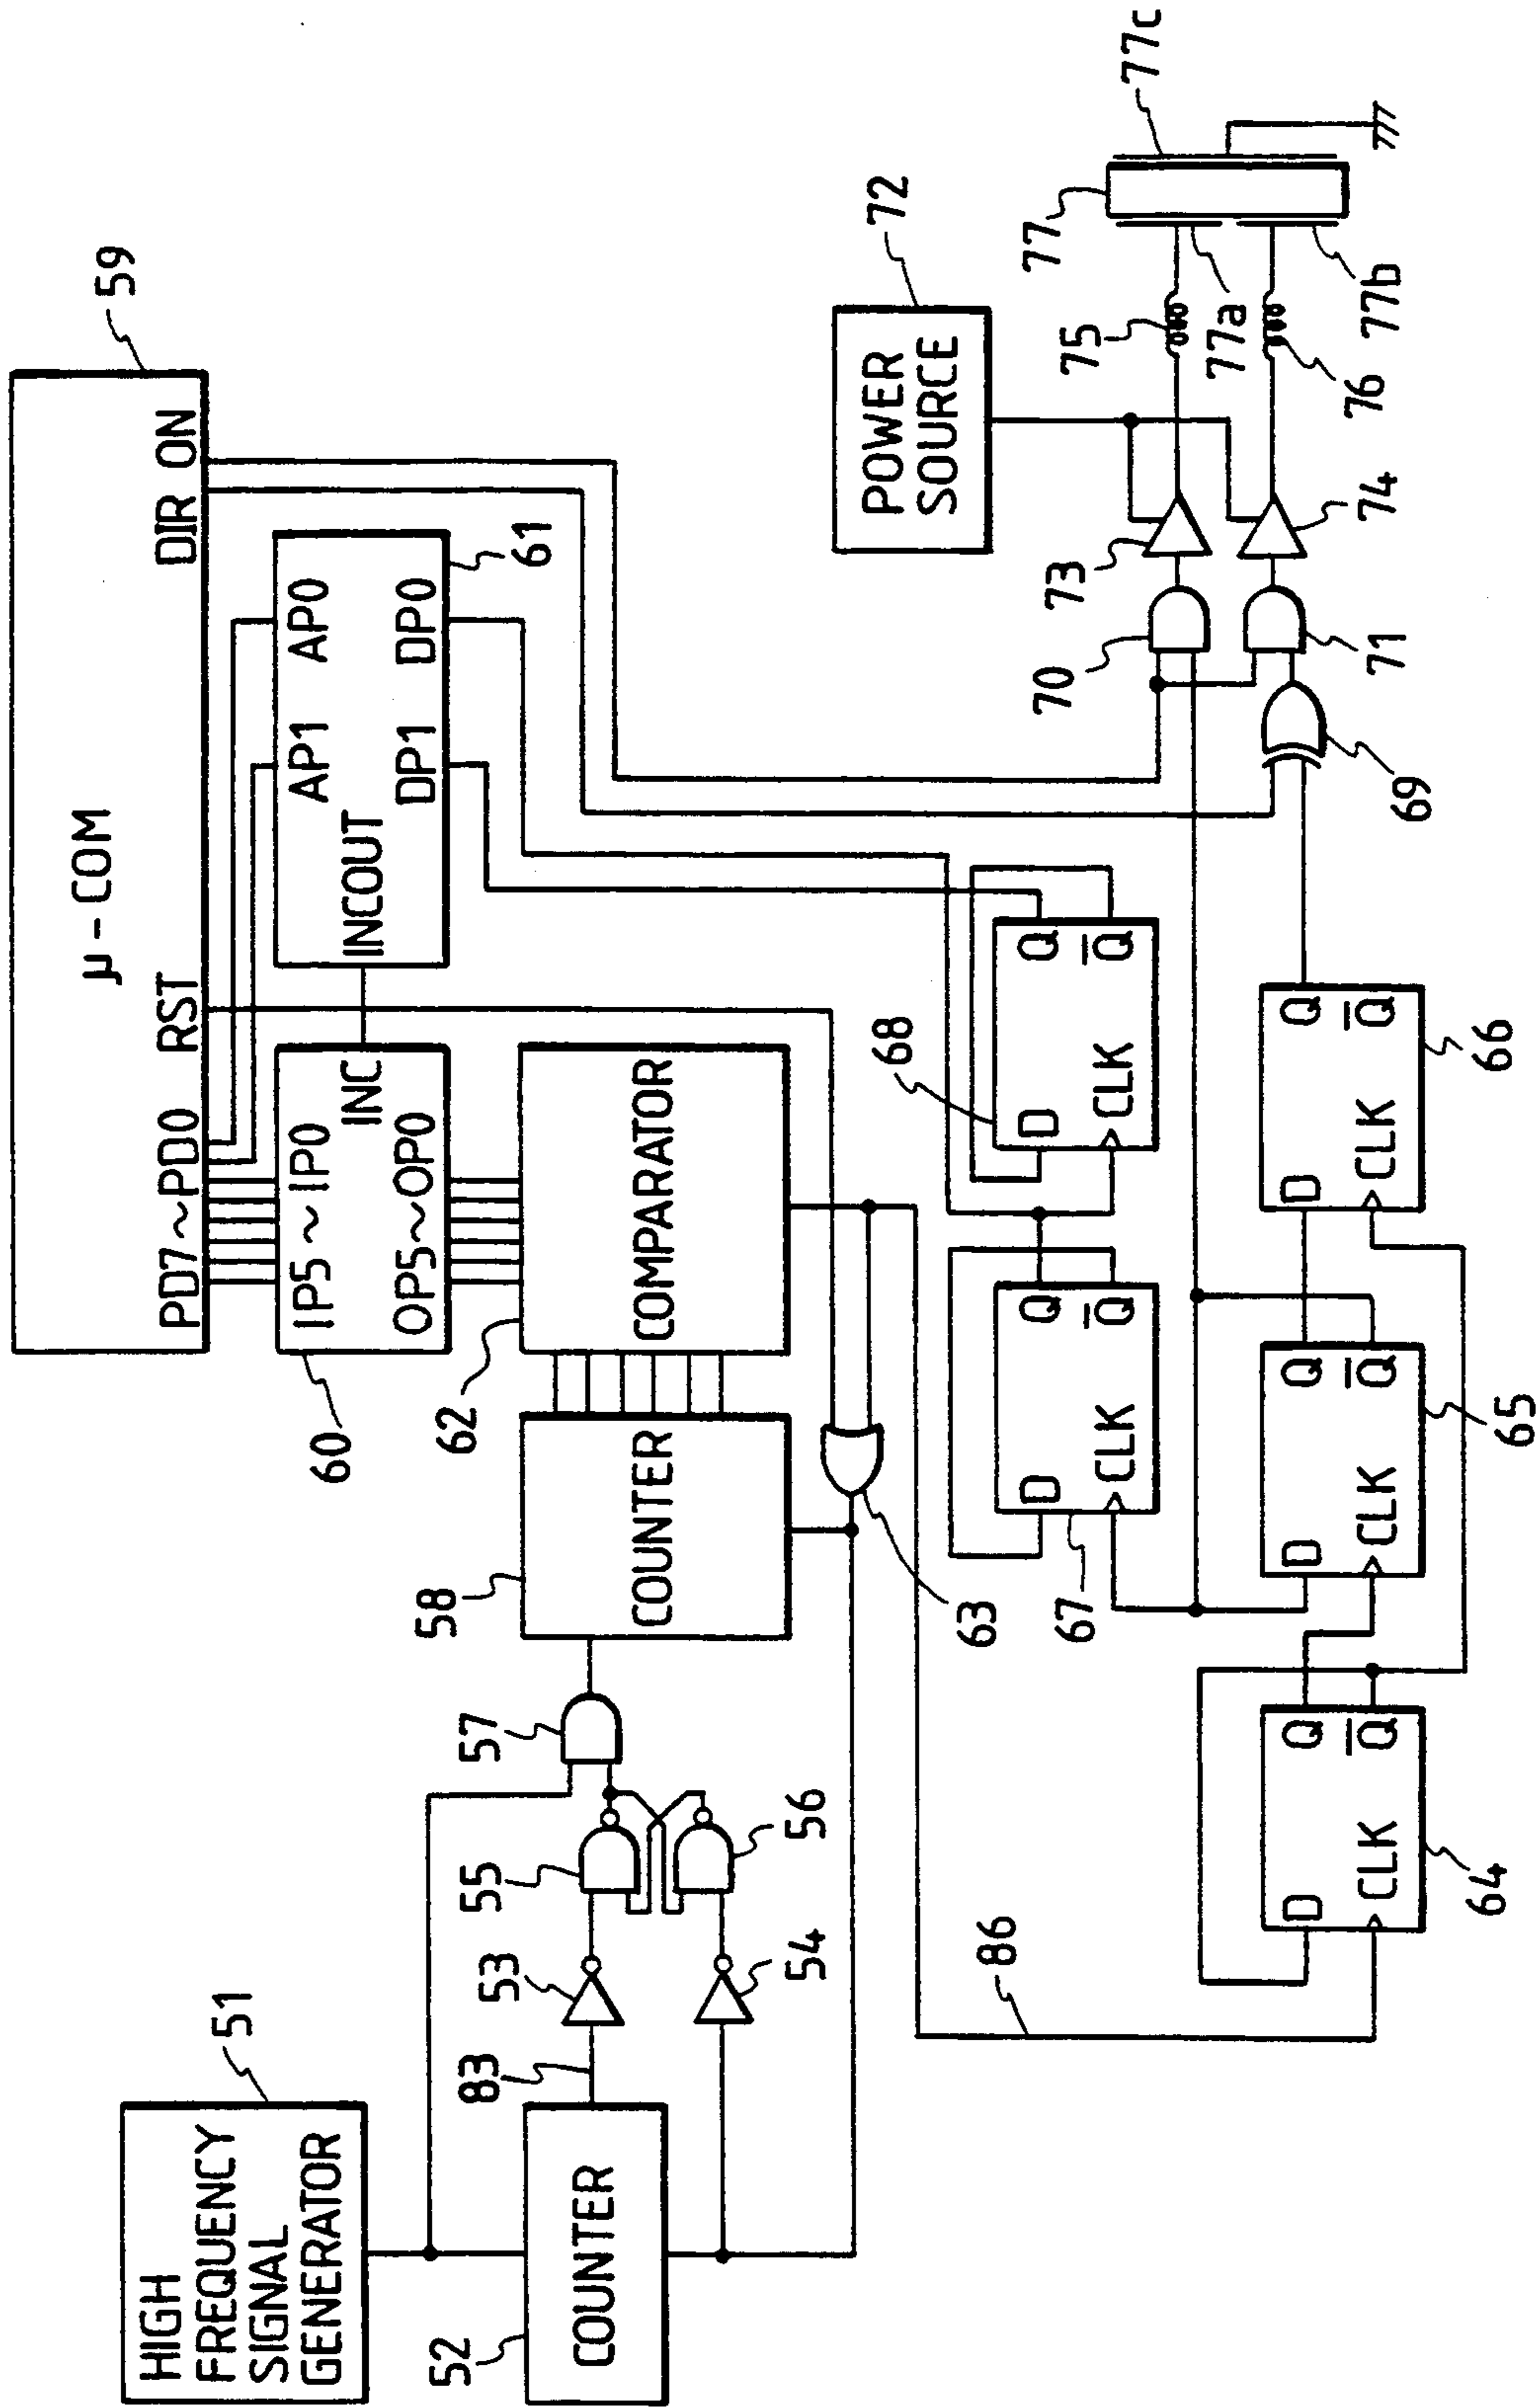 HIGH
FREQUENCY
SIGNAL
GENERATOR
51
COUNTER
52
83
53
54
55
56
57
COUNTER
58
μ-COM
59
PD7~PD0
RST
DIR
ON
IP5~IP0
INC
OP5~OP0
60
AP1
AP0
INCOUT
DP1
DP0
61
COMPARATOR
62
63
86
D
Q
CLK
Q̅
64
D
Q
CLK
Q̅
65
D
Q
CLK
Q̅
66
D
Q
CLK
Q̅
67
D
Q
CLK
Q̅
68
69
70
71
POWER
SOURCE
72
73
74
75
76
77
77a
77b
77c